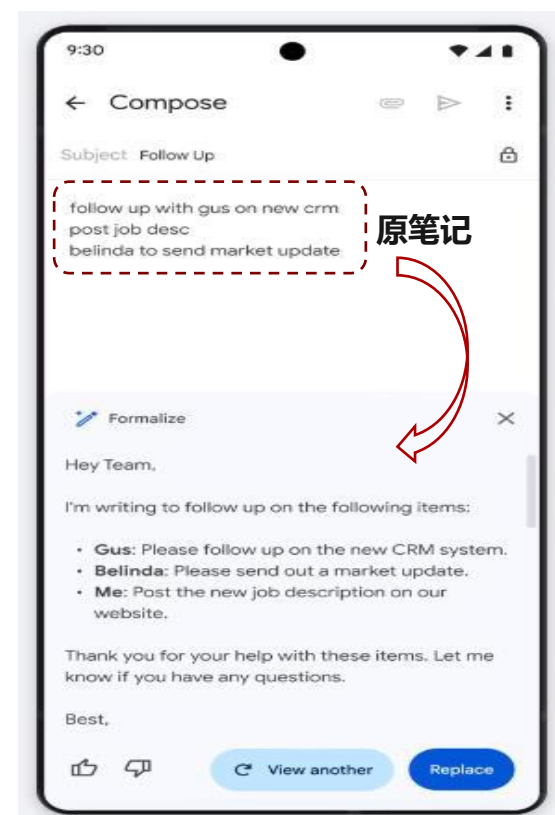 9:30
Compose
Subject Follow Up
follow up with gus on new crm
post job desc
belinda to send market update
原笔记
Formalize
Hey Team,
I'm writing to follow up on the following items:
• Gus: Please follow up on the new CRM system.
• Belinda: Please send out a market update.
• Me: Post the new job description on our
website.
Thank you for your help with these items. Let me
know if you have any questions.
Best,
View another
Replace